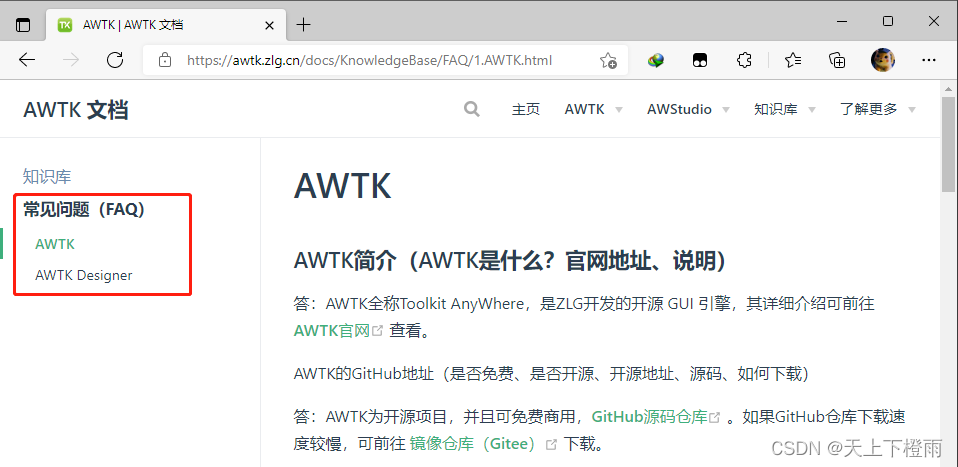 AWTK | AWTK 文档
https://awtk.zlg.cn/docs/KnowledgeBase/FAQ/1.AWTK.html
AWTK 文档
主页 AWTK AWStudio 知识库 了解更多
知识库
常见问题（FAQ）
AWTK
AWTK Designer
AWTK
AWTK简介（AWTK是什么？官网地址、说明）
答：AWTK全称Toolkit AnyWhere，是ZLG开发的开源 GUI 引擎，其详细介绍可前往
AWTK官网 查看。
AWTK的GitHub地址（是否免费、是否开源、开源地址、源码、如何下载）
答：AWTK为开源项目，并且可免费商用，GitHub源码仓库 。如果GitHub仓库下载速
度较慢，可前往 镜像仓库（Gitee） 下载。
CSDN @天上下橙雨